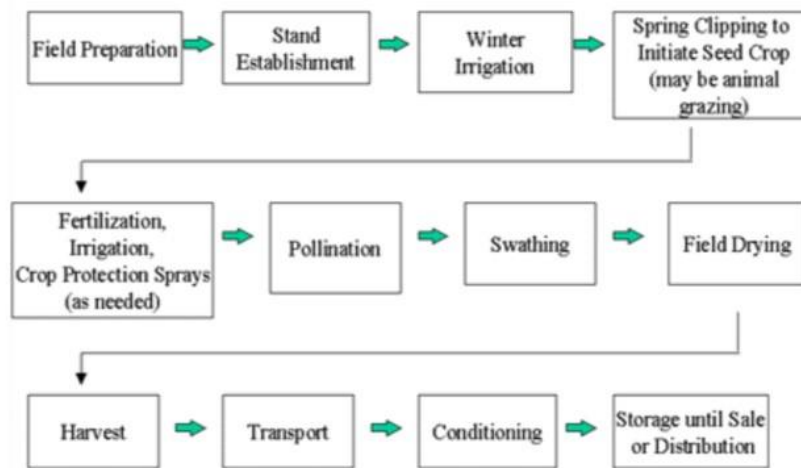 Field Preparation
Stand
Establishment
Winter
Irrigation
Spring Clipping to
Initiate Seed Crop
(may be animal
grazing)
Fertilization,
Irrigation,
Crop Protection Sprays
(as needed)
Pollination
Swathing
Field Drying
Harvest
Transport
Conditioning
Storage until Sale
or Distribution